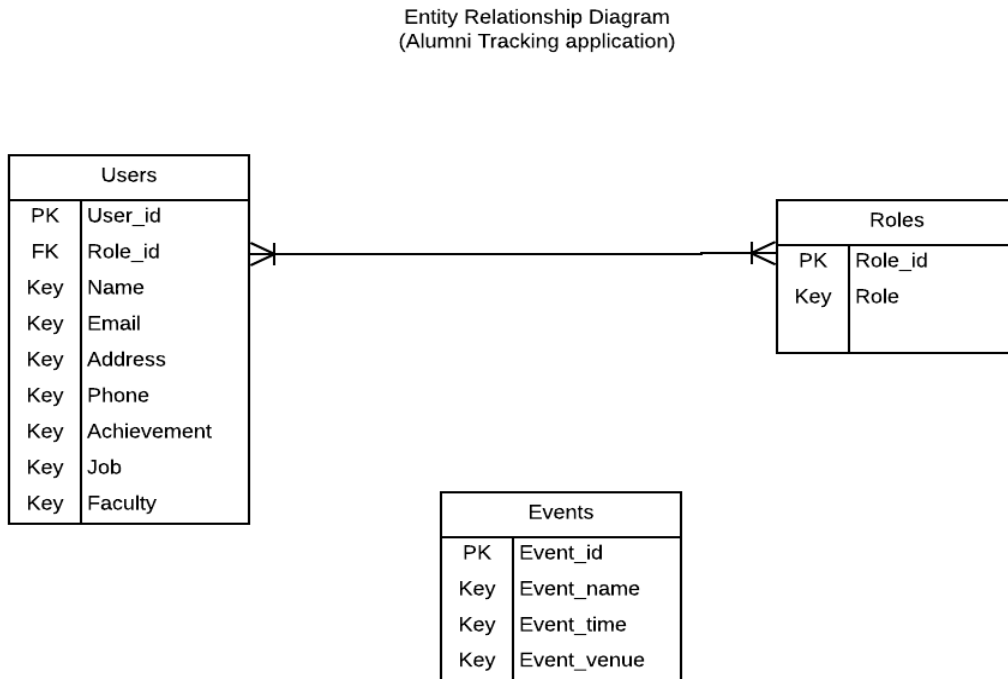 Entity Relationship Diagram
(Alumni Tracking application)
Users
PK User_id
FK Role_id
Key Name
Key Email
Key Address
Key Phone
Key Achievement
Key Job
Key Faculty
Roles
PK Role_id
Key Role
Events
PK Event_id
Key Event_name
Key Event_time
Key Event_venue